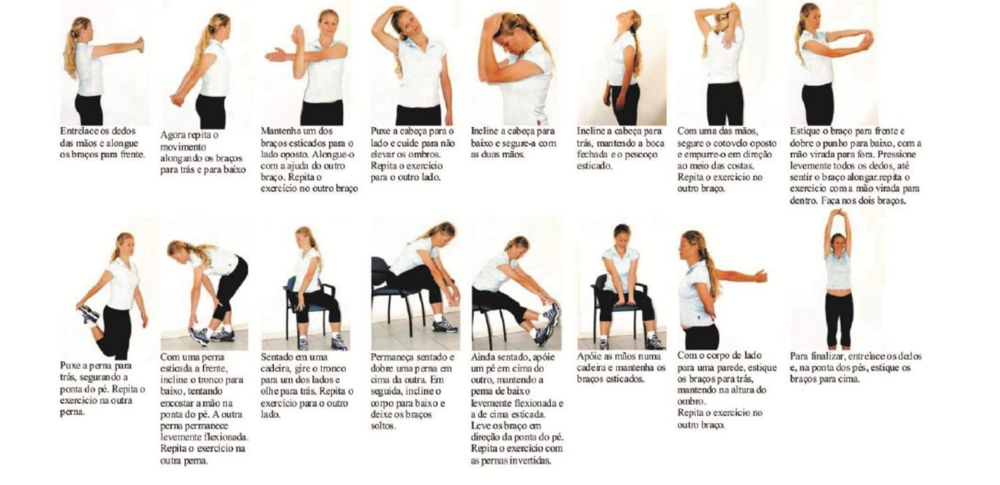 Entrelace os dedos
das mãos e alongue
os braços para frente.
Agora repita o
movimento
alongando os braços
para trás e para baixo
Mantenha um dos
braços esticados para o
lado oposto. Alongue-o
com a ajuda do outro
braço. Repita o
exercício no outro braço
Puxe a cabeça para o
lado e cuide para não
elevar os ombros.
Repita o exercício
para o outro lado.
Incline a cabeça para
baixo e segure-a com
as duas mãos.
Incline a cabeça para
trás, mantendo a boca
fechada e o pescoço
esticado.
Com uma das mãos,
segure o cotovelo oposto
e empurre-o em direção
ao meio das costas.
Repita o exercício no
outro braço.
Estique o braço para frente e
dobre o punho para baixo, com a
mão virada para fora. Pressione
levemente todos os dedos, até
sentir o braço alongar.repita o
exercício com a mão virada para
dentro. Faça nos dois braços.
Puxe a perna para
trás, segurando a
ponta do pé. Repita o
exercício na outra
perna.
Com uma perna
esticada a frente,
incline o tronco para
baixo, tentando
encostar a mão na
ponta do pé. A outra
perna permanece
levemente flexionada.
Repita o exercício na
outra perna.
Sentado em uma
cadeira, gire o tronco
para um dos lados e
olhe para trás. Repita o
exercício para o outro
lado.
Permaneça sentado e
dobre uma perna em
cima da outra. Em
seguida, incline o
corpo para baixo e
deixe os braços
soltos.
Ainda sentado, apóie
um pé em cima do
outro, mantendo a
perna de baixo
levemente flexionada e
a de cima esticada.
Leve os braço em
direção da ponta do pé.
Repita o exercício com
as pernas invertidas.
Apóie as mãos numa
cadeira e mantenha os
braços esticados.
Com o corpo de lado
para uma parede, estique
os braços para trás,
mantendo na altura do
ombro.
Repita o exercício no
outro braço.
Para finalizar, entrelace os dedos
e, na ponta dos pés, estique os
braços para cima.